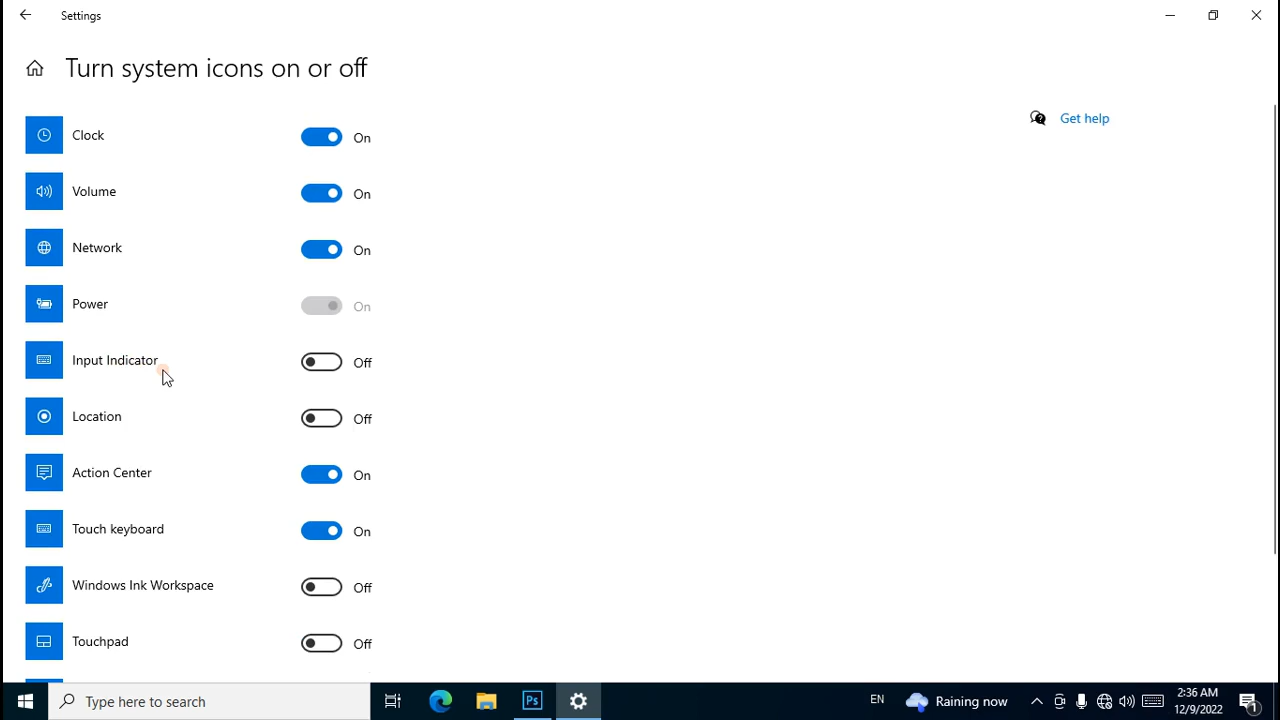 Settings
Turn system icons on or off
Get help
Clock On
Volume On
Network On
Power On
Input Indicator Off
Location Off
Action Center On
Touch keyboard On
Windows Ink Workspace Off
Touchpad Off
Type here to search
Ps
EN
Raining now
2:36 AM
12/9/2022
1